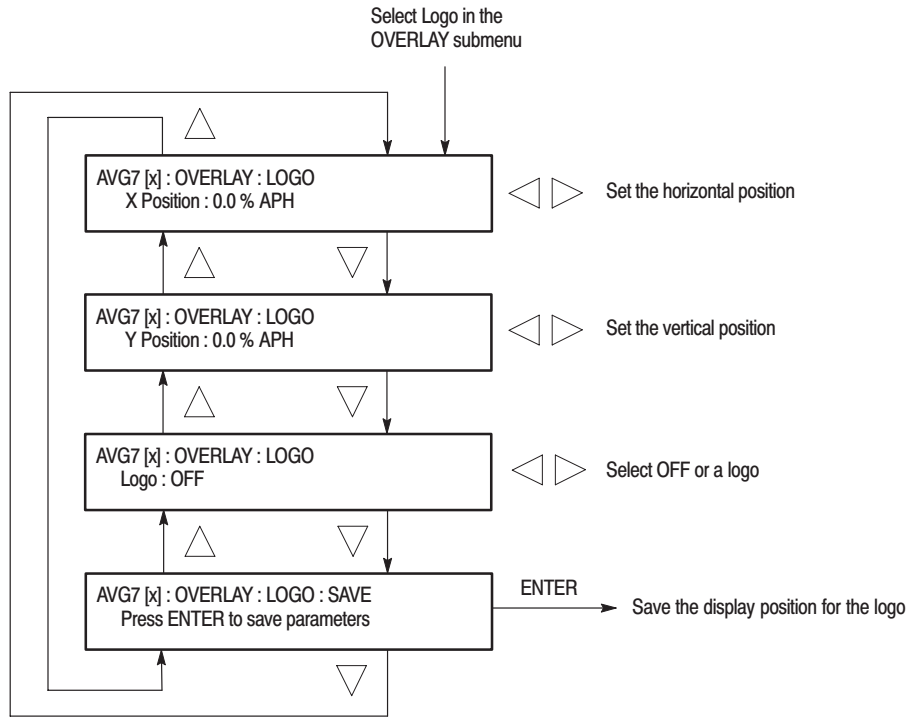 Select Logo in the
OVERLAY submenu
AVG7 [x] : OVERLAY : LOGO
X Position : 0.0 % APH
Set the horizontal position
AVG7 [x] : OVERLAY : LOGO
Y Position : 0.0 % APH
Set the vertical position
AVG7 [x] : OVERLAY : LOGO
Logo : OFF
Select OFF or a logo
AVG7 [x] : OVERLAY : LOGO : SAVE
Press ENTER to save parameters
ENTER
Save the display position for the logo